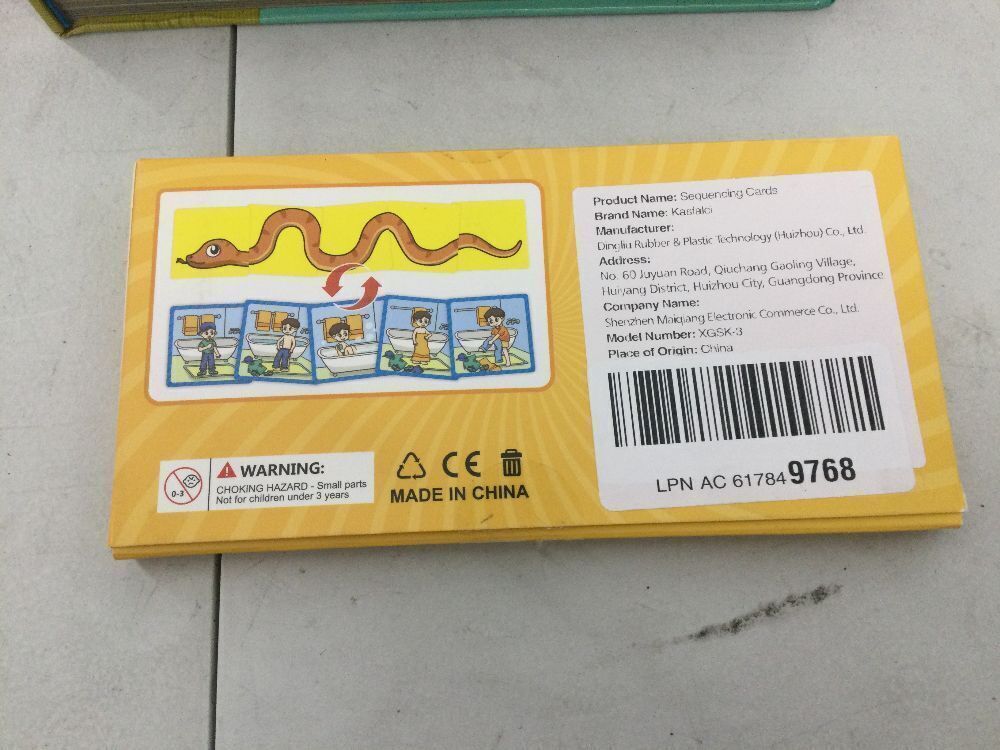 Product Name: Sequencing Cards
Brand Name: Kasfalci
Manufacturer:
Dingliu Rubber & Plastic Technology (Huizhou) Co., Ltd.
Address:
No. 60 Juyuan Road, Qiuchang Gaoling Village,
Huiyang District, Huizhou City, Guangdong Province
Company Name:
Shenzhen Maiqiang Electronic Commerce Co., Ltd.
Model Number: XGSK-3
Place of Origin: China
LPN AC 617849768
0-3
WARNING:
CHOKING HAZARD - Small parts
Not for children under 3 years
CE
MADE IN CHINA